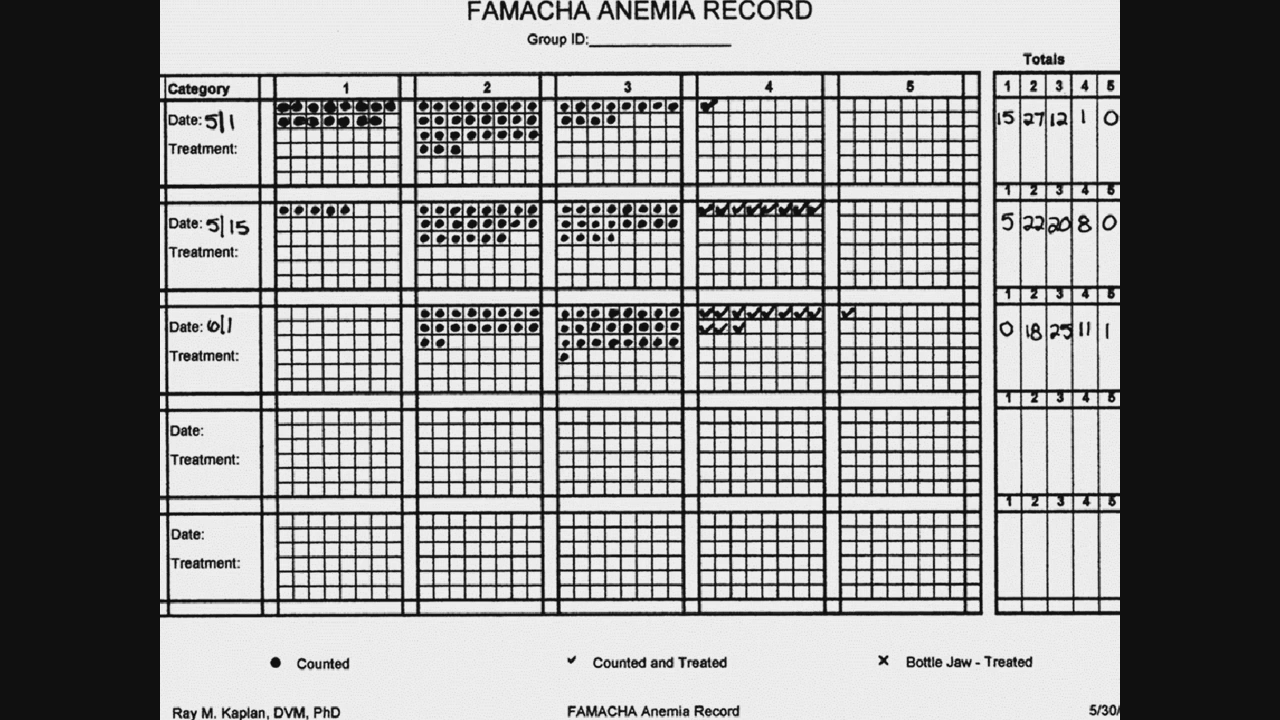 FAMACHA ANEMIA RECORD
Group ID:
Totals
Category 1 2 3 4 5 1 2 3 4 5
Date: 5/1 15 27 12 1 0
Treatment:
1 2 3 4 5
Date: 5/15 5 22 20 8 0
Treatment:
1 2 3 4 5
Date: 6/1 0 18 25 11 1
Treatment:
1 2 3 4 5
Date:
Treatment:
1 2 3 4 5
Date:
Treatment:
Counted Counted and Treated Bottle Jaw - Treated
Ray M. Kaplan, DVM, PhD FAMACHA Anemia Record 5/30/